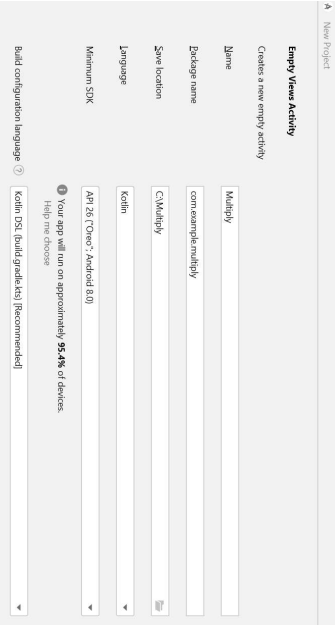 New Project
Empty Views Activity
Creates a new empty activity
Name
Multiply
Package name
com.example.multiply
Save location
C:\Multiply
Language
Kotlin
Minimum SDK
API 26 ("Oreo"; Android 8.0)
Your app will run on approximately 95.4% of devices.
Help me choose
Build configuration language ?
Kotlin DSL (build.gradle.kts) [Recommended]